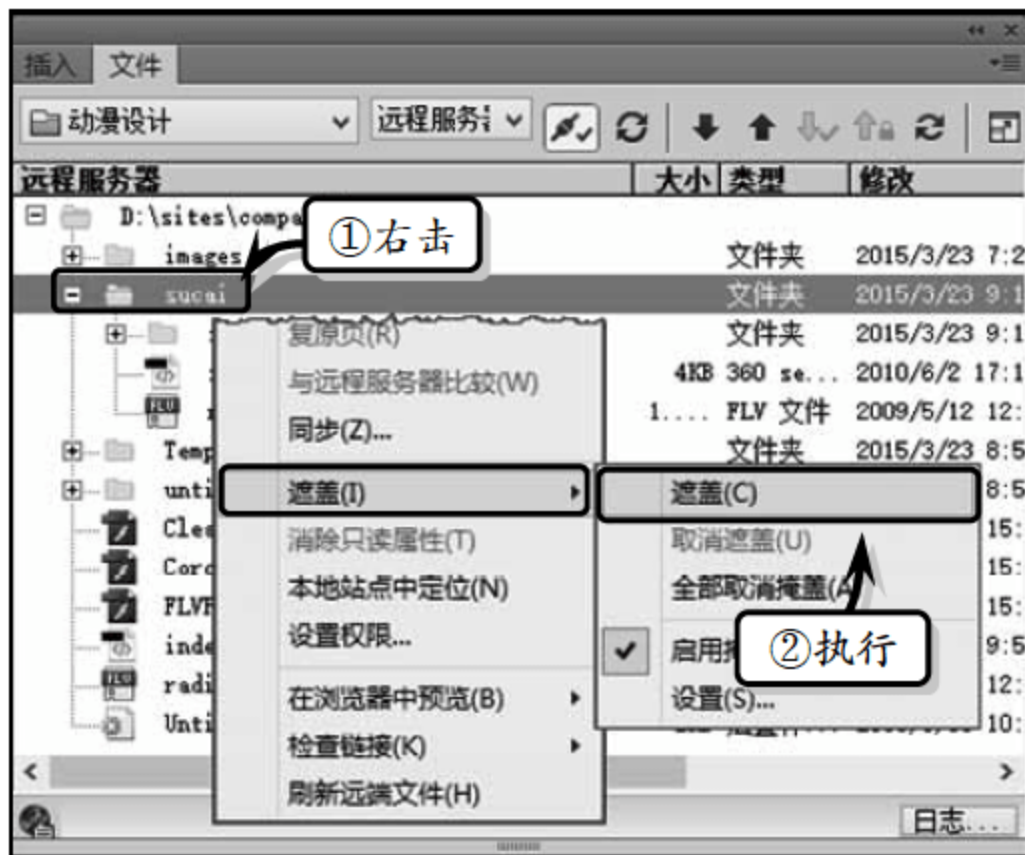 插入 文件
动漫设计 远程服务
远程服务器 大小 类型 修改
D:\sites\compa
①右击
images 文件夹 2015/3/23 7:2
sucai 文件夹 2015/3/23 9:1
文件夹 2015/3/23 9:1
复原页(R)
4KB 360 se... 2010/6/2 17:1
与远程服务器比较(W)
1.... FLV 文件 2009/5/12 12:
同步(Z)...
Temp 文件夹 2015/3/23 8:5
unti 遮盖(I) 遮盖(C) 8:5
Clea 消除只读属性(T) 取消遮盖(U) 15:
Corc 本地站点中定位(N) 全部取消掩盖(A 15:
FLVF 15:
设置权限... 启用 ②执行
inde 9:5
radi 在浏览器中预览(B) 设置(S)... 12:
Unti 10:
检查链接(K)
刷新远端文件(H)
日志...